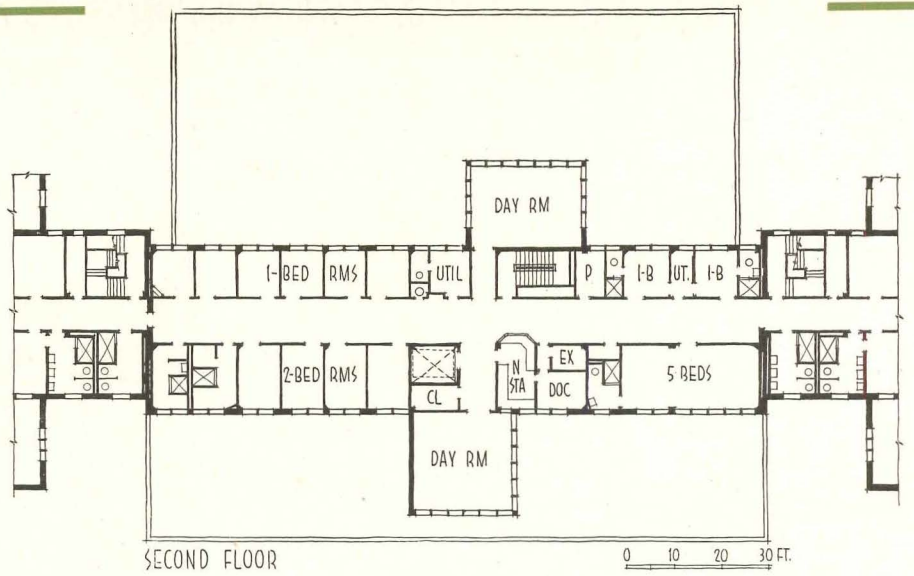 DAY RM
1-BED RMS
UTIL
P
1-B
UT.
1-B
2-BED RMS
CL
N
STA
EX
DOC
5 BEDS
DAY RM
SECOND FLOOR
0 10 20 30 FT.